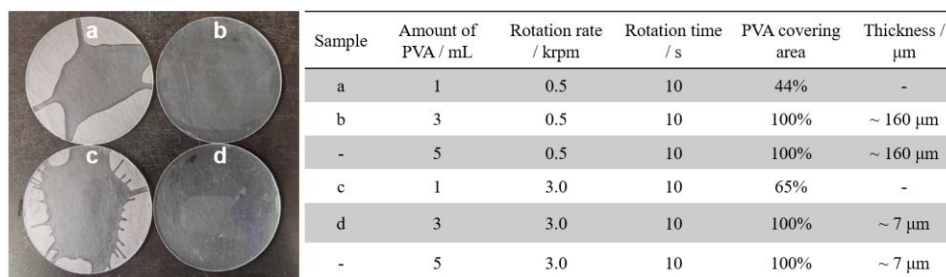 a
b
c
d
Sample Amount of PVA / mL Rotation rate / krpm Rotation time / s PVA covering area Thickness / μm
a 1 0.5 10 44% -
b 3 0.5 10 100% ~ 160 μm
- 5 0.5 10 100% ~ 160 μm
c 1 3.0 10 65% -
d 3 3.0 10 100% ~ 7 μm
- 5 3.0 10 100% ~ 7 μm